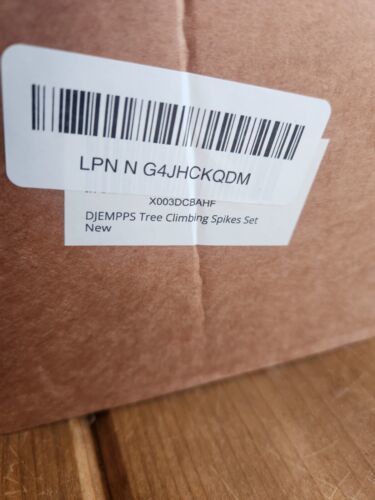 LPN N G4JHCKQDM
X003DCBAHF
DJEMPPS Tree Climbing Spikes Set
New